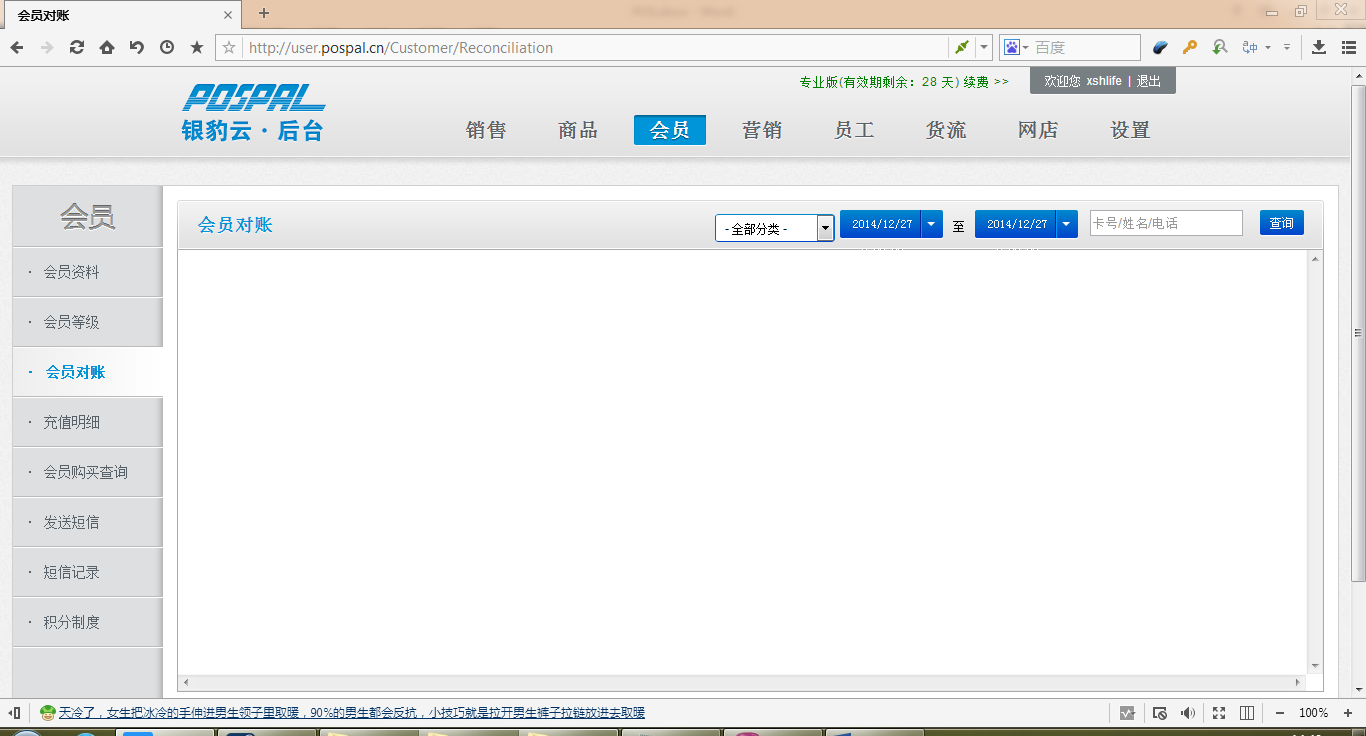 会员对账
http://user.pospal.cn/Customer/Reconciliation
百度
专业版(有效期剩余：28 天) 续费 >>
欢迎您 xshlife | 退出
POSPAL
银豹云·后台
销售 商品 会员 营销 员工 货流 网店 设置
会员
· 会员资料
· 会员等级
· 会员对账
· 充值明细
· 会员购买查询
· 发送短信
· 短信记录
· 积分制度
会员对账
- 全部分类 -
2014/12/27
至
2014/12/27
卡号/姓名/电话
查询
天冷了，女生把冰冷的手伸进男生领子里取暖，90%的男生都会反抗，小技巧就是拉开男生裤子拉链放进去取暖
100%